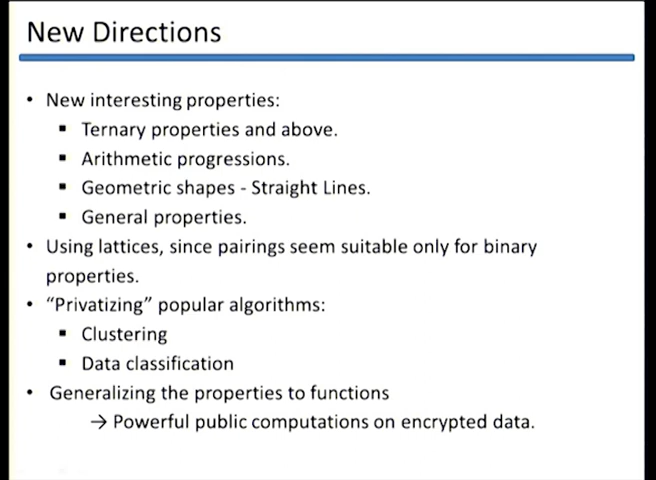 New Directions
• New interesting properties:
▪ Ternary properties and above.
▪ Arithmetic progressions.
▪ Geometric shapes - Straight Lines.
▪ General properties.
• Using lattices, since pairings seem suitable only for binary
properties.
• “Privatizing” popular algorithms:
▪ Clustering
▪ Data classification
• Generalizing the properties to functions
→ Powerful public computations on encrypted data.